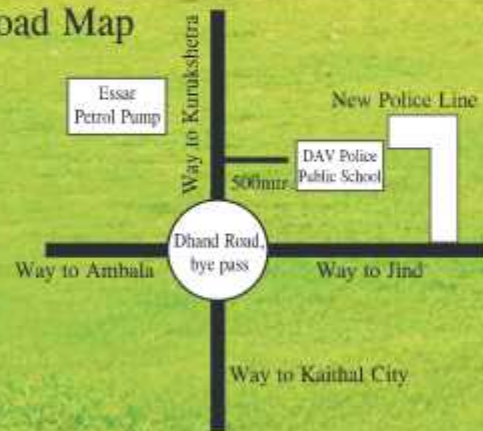 oad Map
Essar
Petrol Pump
Way to Kurukshetra
New Police Line
DAV Police
Public School
500mtr.
Dhand Road,
bye pass
Way to Ambala
Way to Jind
Way to Kaithal City